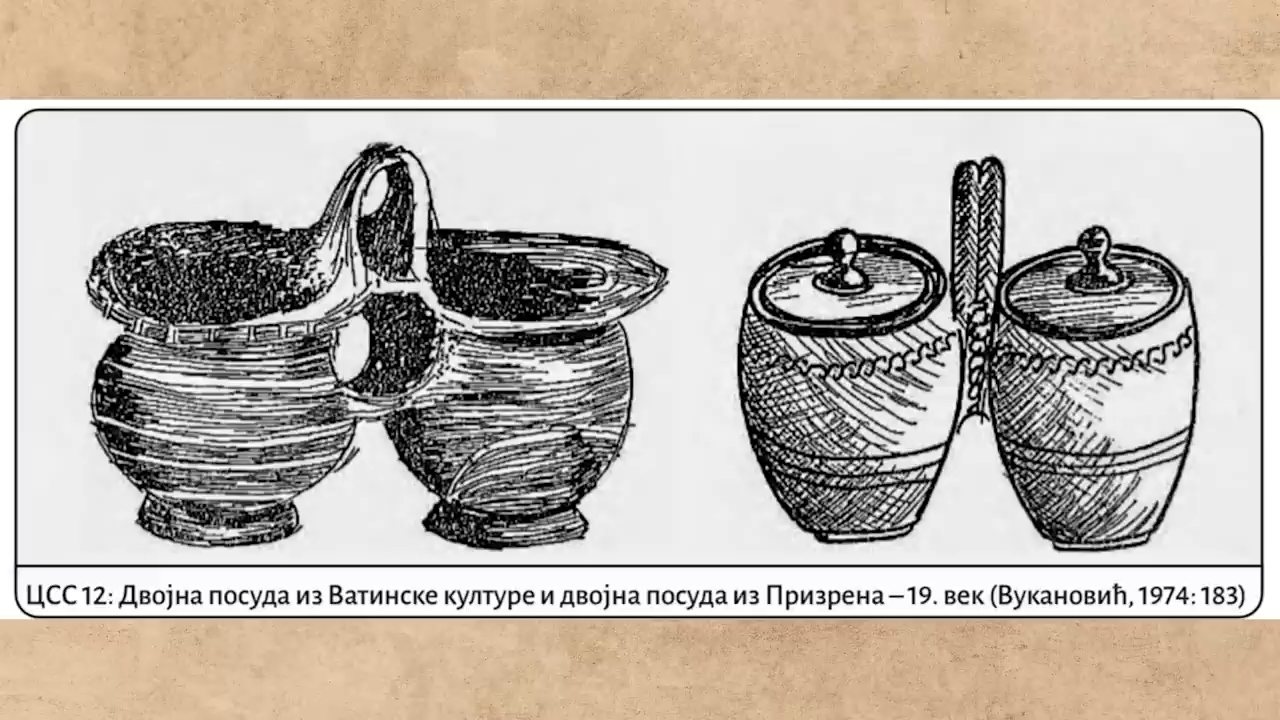 ЦСС 12: Двојна посуда из Ватинске културе и двојна посуда из Призрена – 19. век (Вукановић, 1974: 183)